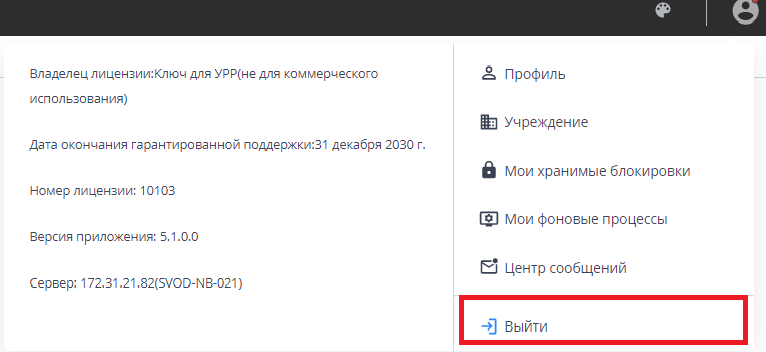 Владелец лицензии:Ключ для УРР(не для коммерческого
использования)
Дата окончания гарантированной поддержки:31 декабря 2030 г.
Номер лицензии: 10103
Версия приложения: 5.1.0.0
Сервер: 172.31.21.82(SVOD-NB-021)
Профиль
Учреждение
Мои хранимые блокировки
Мои фоновые процессы
Центр сообщений
Выйти